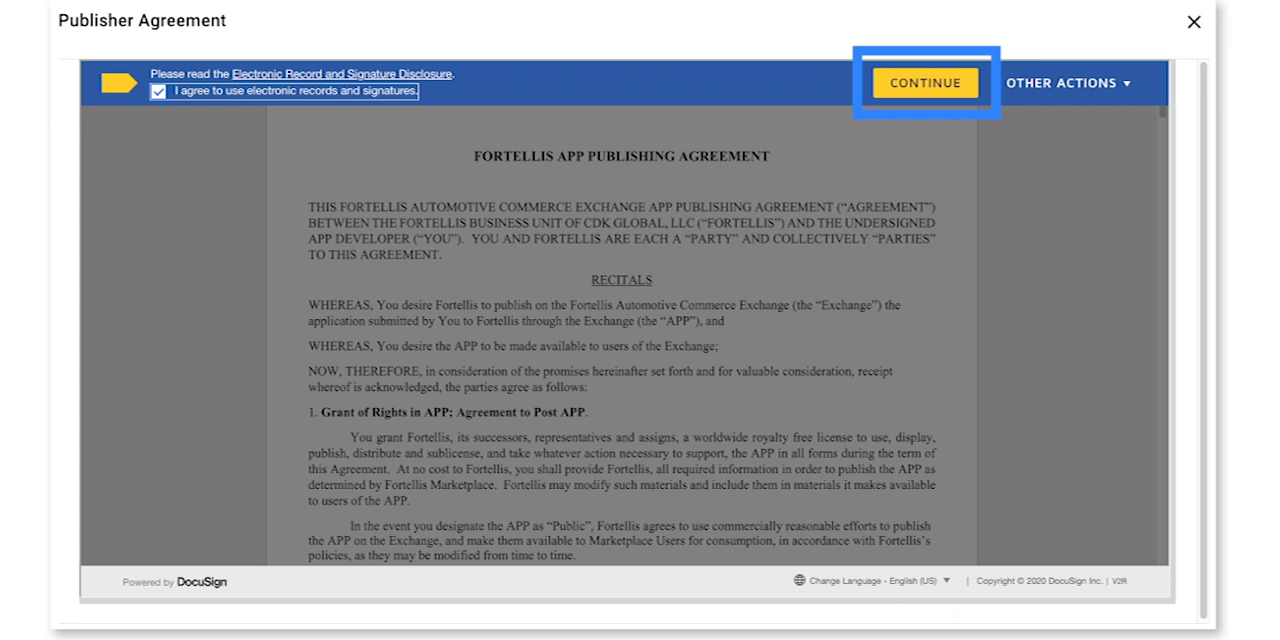 Publisher Agreement
Please read the Electronic Record and Signature Disclosure.
I agree to use electronic records and signatures.
CONTINUE
OTHER ACTIONS
FORTELLIS APP PUBLISHING AGREEMENT
THIS FORTELLIS AUTOMOTIVE COMMERCE EXCHANGE APP PUBLISHING AGREEMENT (“AGREEMENT”)
BETWEEN THE FORTELLIS BUSINESS UNIT OF CDK GLOBAL, LLC (“FORTELLIS”) AND THE UNDERSIGNED
APP DEVELOPER (“YOU”). YOU AND FORTELLIS ARE EACH A “PARTY” AND COLLECTIVELY “PARTIES”
TO THIS AGREEMENT.
RECITALS
WHEREAS, You desire Fortellis to publish on the Fortellis Automotive Commerce Exchange (the “Exchange”) the
application submitted by You to Fortellis through the Exchange (the “APP”), and
WHEREAS, You desire the APP to be made available to users of the Exchange;
NOW, THEREFORE, in consideration of the promises hereinafter set forth and for valuable consideration, receipt
whereof is acknowledged, the parties agree as follows:
1. Grant of Rights in APP; Agreement to Post APP.
You grant Fortellis, its successors, representatives and assigns, a worldwide royalty free license to use, display,
publish, distribute and sublicense, and take whatever action necessary to support, the APP in all forms during the term of
this Agreement. At no cost to Fortellis, you shall provide Fortellis, all required information in order to publish the APP as
determined by Fortellis Marketplace. Fortellis may modify such materials and include them in materials it makes available
to users of the APP.
In the event you designate the APP as “Public”, Fortellis agrees to use commercially reasonable efforts to publish
the APP on the Exchange, and make them available to Marketplace Users for consumption, in accordance with Fortellis’s
policies, as they may be modified from time to time.
Powered by DocuSign
Change Language - English (US) | Copyright © 2020 DocuSign Inc. | V2R